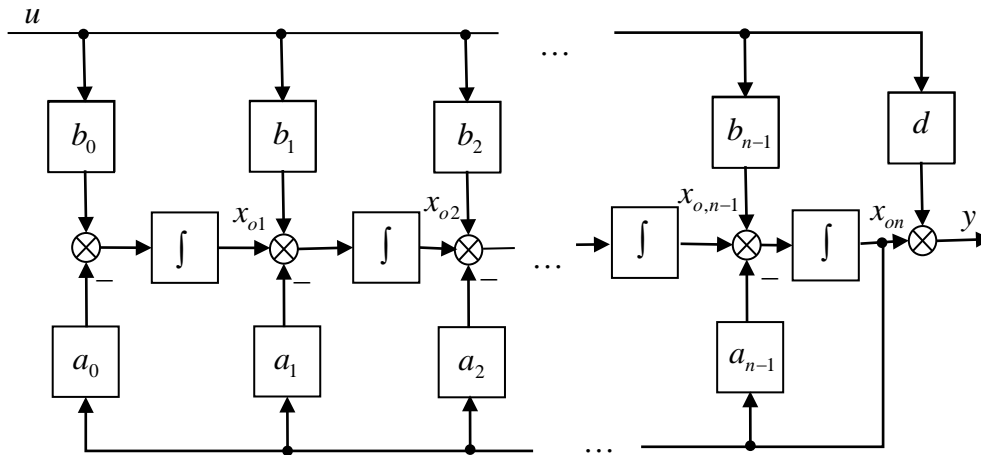 u
…
b₀ b₁ b₂ bₙ₋₁ d
xₒ₁ xₒ₂ xₒ,ₙ₋₁ xₒₙ y
∫ ∫ … ∫ ∫
− − − −
a₀ a₁ a₂ aₙ₋₁
…